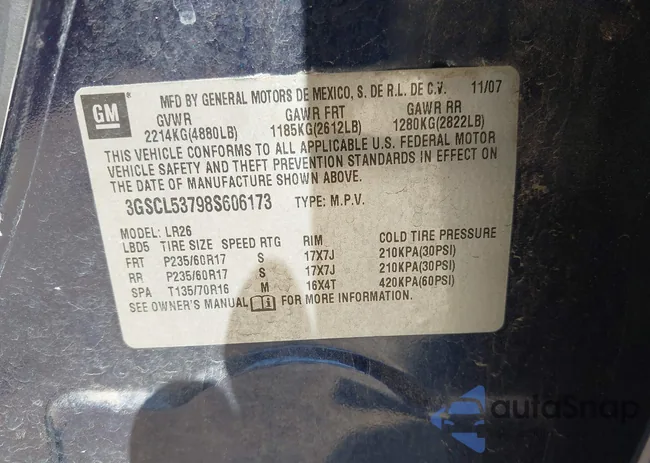 GM ®
MFD BY GENERAL MOTORS DE MEXICO, S. DE R.L. DE C.V. 11/07
GVWR GAWR FRT GAWR RR
2214KG(4880LB) 1185KG(2612LB) 1280KG(2822LB)
THIS VEHICLE CONFORMS TO ALL APPLICABLE U.S. FEDERAL MOTOR
VEHICLE SAFETY AND THEFT PREVENTION STANDARDS IN EFFECT ON
THE DATE OF MANUFACTURE SHOWN ABOVE.
3GSCL53798S606173 TYPE: M.P.V.
MODEL: LR26
LBD5 TIRE SIZE SPEED RTG RIM COLD TIRE PRESSURE
FRT P235/60R17 S 17X7J 210KPA(30PSI)
RR P235/60R17 S 17X7J 210KPA(30PSI)
SPA T135/70R16 M 16X4T 420KPA(60PSI)
SEE OWNER'S MANUAL FOR MORE INFORMATION.
autoSnap